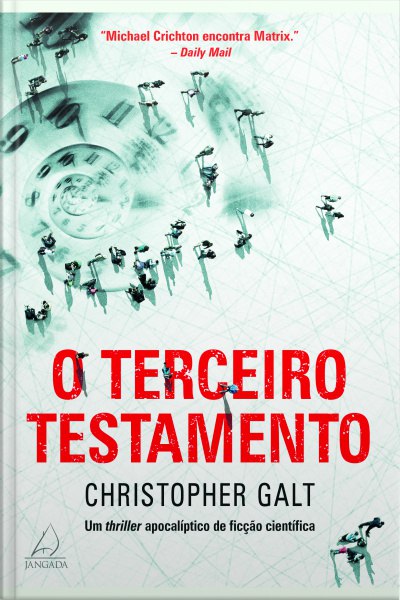 “Michael Crichton encontra Matrix.”
– Daily Mail
O TERCEIRO
TESTAMENTO
CHRISTOPHER GALT
Um thriller apocalíptico de ficção científica
JANGADA